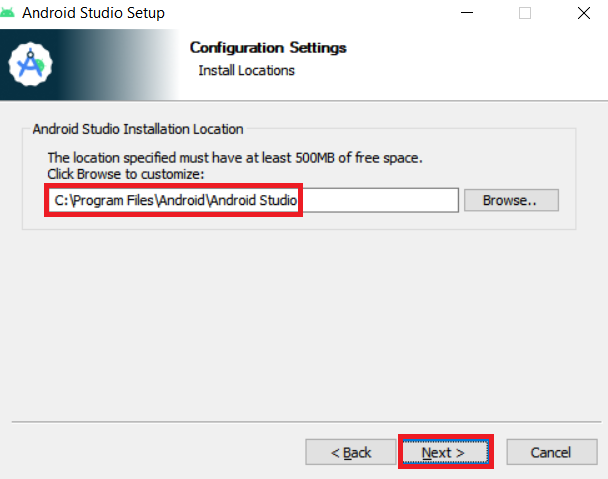 Android Studio Setup
Configuration Settings
Install Locations
Android Studio Installation Location
The location specified must have at least 500MB of free space.
Click Browse to customize:
C:\Program Files\Android\Android Studio
Browse..
< Back
Next >
Cancel